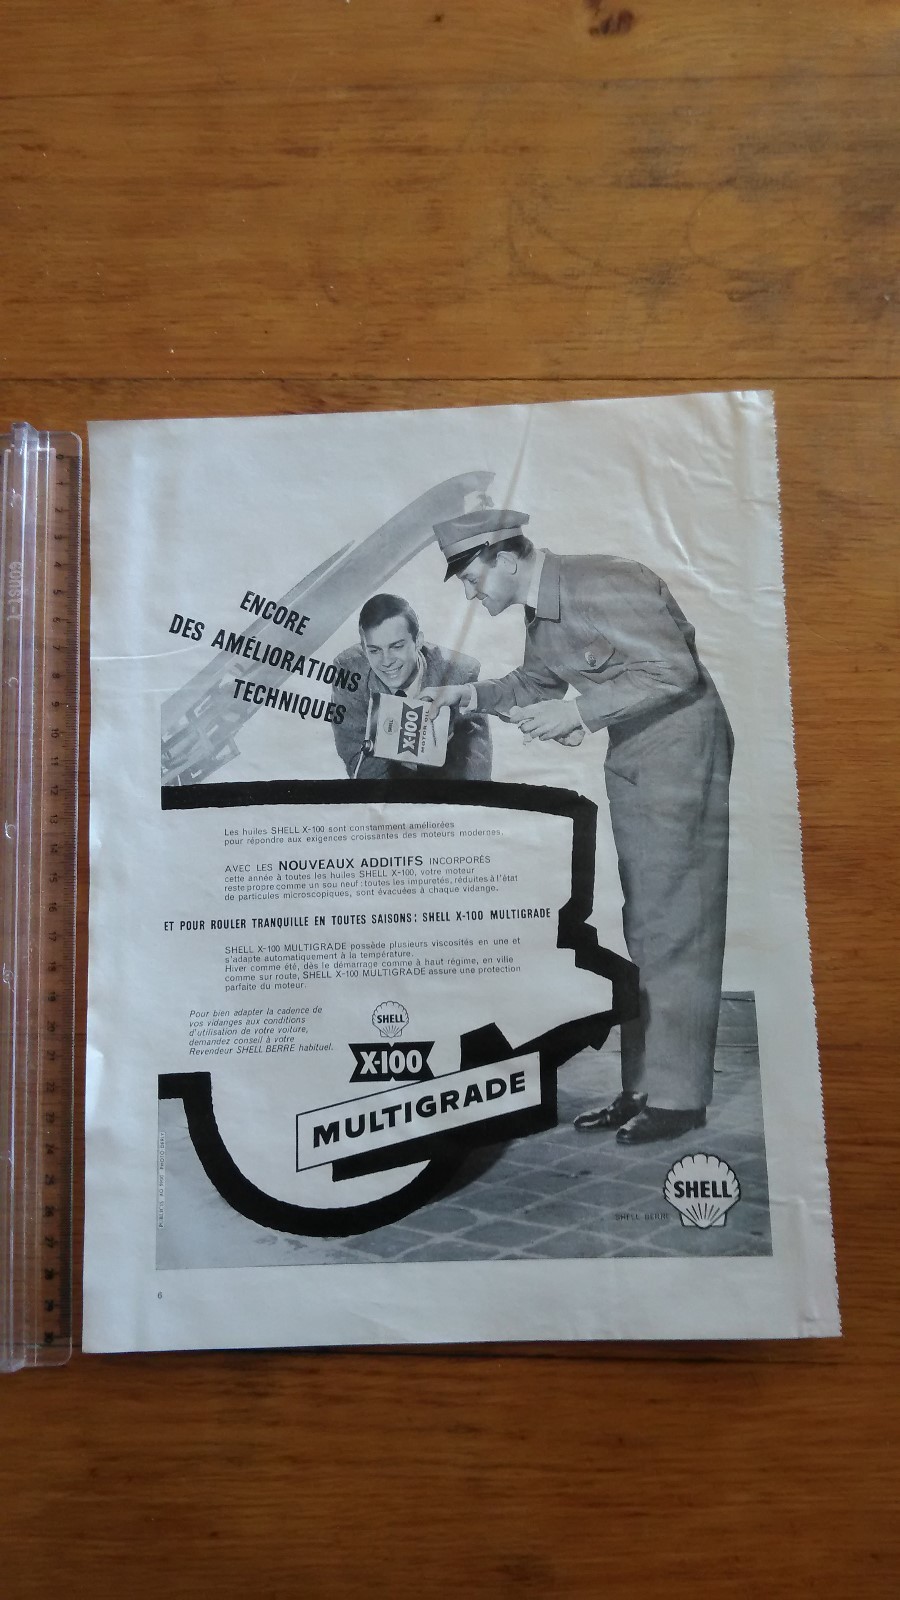 ENCORE
DES AMÉLIORATIONS
TECHNIQUES
SHELL
X-100
MOTOR OIL
Les huiles SHELL X-100 sont constamment améliorées
pour répondre aux exigences croissantes des moteurs modernes.
AVEC LES NOUVEAUX ADDITIFS INCORPORÉS
cette année à toutes les huiles SHELL X-100, votre moteur
reste propre comme un sou neuf : toutes les impuretés, réduites à l'état
de particules microscopiques, sont évacuées à chaque vidange.
ET POUR ROULER TRANQUILLE EN TOUTES SAISONS: SHELL X-100 MULTIGRADE
SHELL X-100 MULTIGRADE possède plusieurs viscosités en une et
s'adapte automatiquement à la température.
Hiver comme été, dès le démarrage comme à haut régime, en ville
comme sur route, SHELL X-100 MULTIGRADE assure une protection
parfaite du moteur.
Pour bien adapter la cadence de
vos vidanges aux conditions
d'utilisation de votre voiture,
demandez conseil à votre
Revendeur SHELL BERRE habituel.
SHELL
X-100
MULTIGRADE
SHELL
SHELL BERRE
6